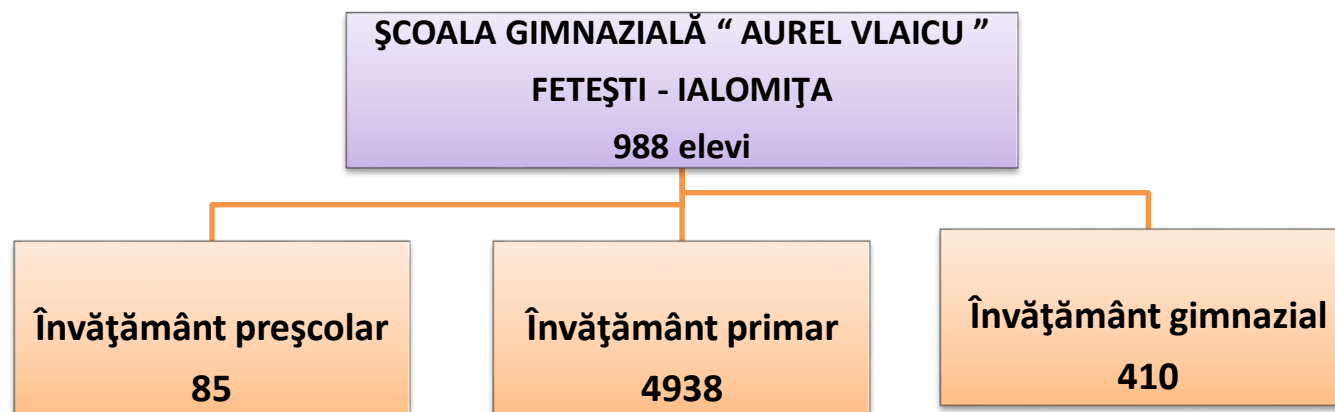 ŞCOALA GIMNAZIALĂ “ AUREL VLAICU ”
FETEŞTI - IALOMIŢA
988 elevi
Învăţământ preşcolar
85
Învăţământ primar
4938
Învăţământ gimnazial
410